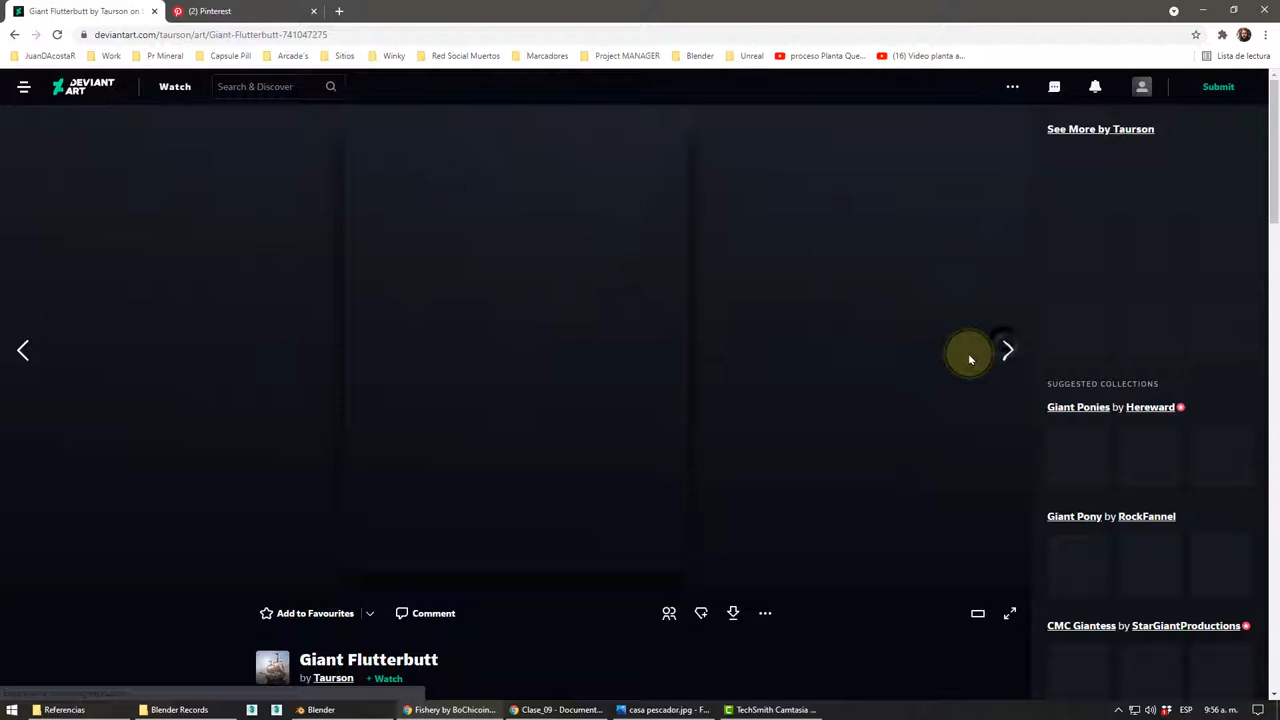 Giant Flutterbutt by Taurson on
(2) Pinterest
deviantart.com/taurson/art/Giant-Flutterbutt-741047275
JuanDAcostaR
Work
Pr Mineral
Capsule Pill
Arcade´s
Sitios
Winky
Red Social Muertos
Marcadores
Project MANAGER
Blender
Unreal
proceso Planta Que...
(16) Video planta a...
Lista de lectura
DEVIANT ART
Watch
Search & Discover
Submit
See More by Taurson
SUGGESTED COLLECTIONS
Giant Ponies by Hereward
Giant Pony by RockFannel
CMC Giantess by StarGiantProductions
Add to Favourites
Comment
Giant Flutterbutt
by Taurson + Watch
Referencias
Blender Records
Blender
Fishery by BoChicoin...
Clase_09 - Document...
casa pescador.jpg - F...
TechSmith Camtasia ...
ESP
9:56 a. m.